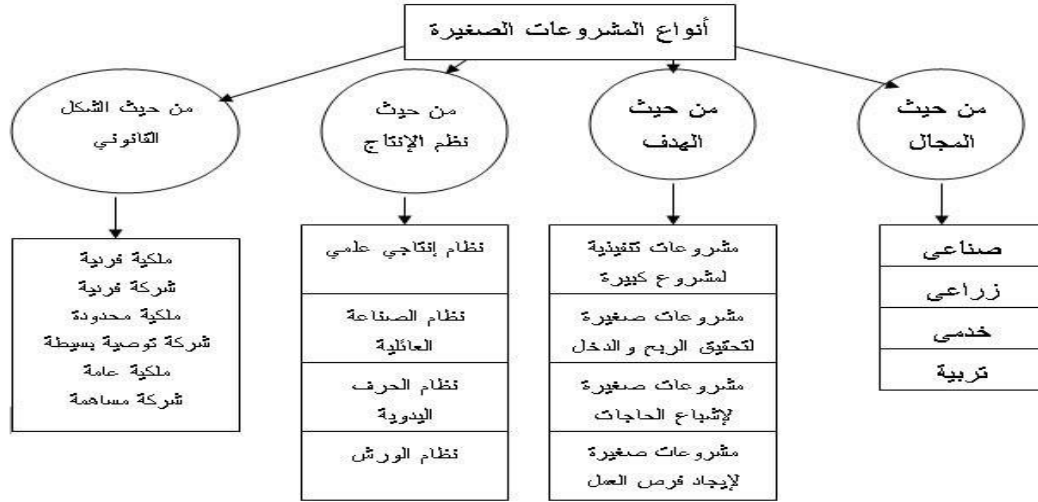 أنواع المشروعات الصغيرة
من حيث
المجال
من حيث
الهدف
من حيث
نظم الإنتاج
من حيث الشكل
القانوني
صناعى
زراعى
خدمى
تربية
مشروعات تنفيذية
لمشروع كبيرة
مشروعات صغيرة
لتحقيق الربح والدخل
مشروعات صغيرة
لإشباع الحاجات
مشروعات صغيرة
لإيجاد فرص العمل
نظام إنتاجي علمي
نظام الصناعة
العائلية
نظام الحرف
اليدوية
نظام الورش
ملكية فردية
شركة فردية
ملكية محدودة
شركة توصية بسيطة
ملكية عامة
شركة مساهمة